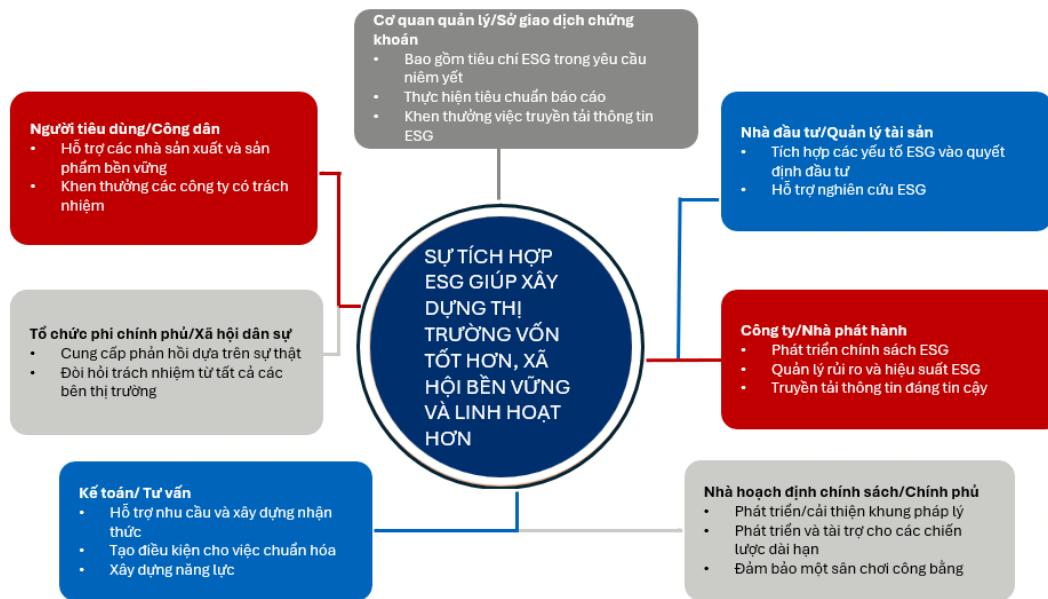 Cơ quan quản lý/Sở giao dịch chứng
khoán
• Bao gồm tiêu chí ESG trong yêu cầu
niêm yết
• Thực hiện tiêu chuẩn báo cáo
• Khen thưởng việc truyền tải thông tin
ESG
Người tiêu dùng/Công dân
• Hỗ trợ các nhà sản xuất và sản
phẩm bền vững
• Khen thưởng các công ty có trách
nhiệm
Nhà đầu tư/Quản lý tài sản
• Tích hợp các yếu tố ESG vào quyết
định đầu tư
• Hỗ trợ nghiên cứu ESG
SỰ TÍCH HỢP
ESG GIÚP XÂY
DỰNG THỊ
TRƯỜNG VỐN
TỐT HƠN, XÃ
HỘI BỀN VỮNG
VÀ LINH HOẠT
HƠN
Tổ chức phi chính phủ/Xã hội dân sự
• Cung cấp phản hồi dựa trên sự thật
• Đòi hỏi trách nhiệm từ tất cả các
bên thị trường
Công ty/Nhà phát hành
• Phát triển chính sách ESG
• Quản lý rủi ro và hiệu suất ESG
• Truyền tải thông tin đáng tin cậy
Kế toán/ Tư vấn
• Hỗ trợ nhu cầu và xây dựng nhận
thức
• Tạo điều kiện cho việc chuẩn hóa
• Xây dựng năng lực
Nhà hoạch định chính sách/Chính phủ
• Phát triển/cải thiện khung pháp lý
• Phát triển và tài trợ cho các chiến
lược dài hạn
• Đảm bảo một sân chơi công bằng